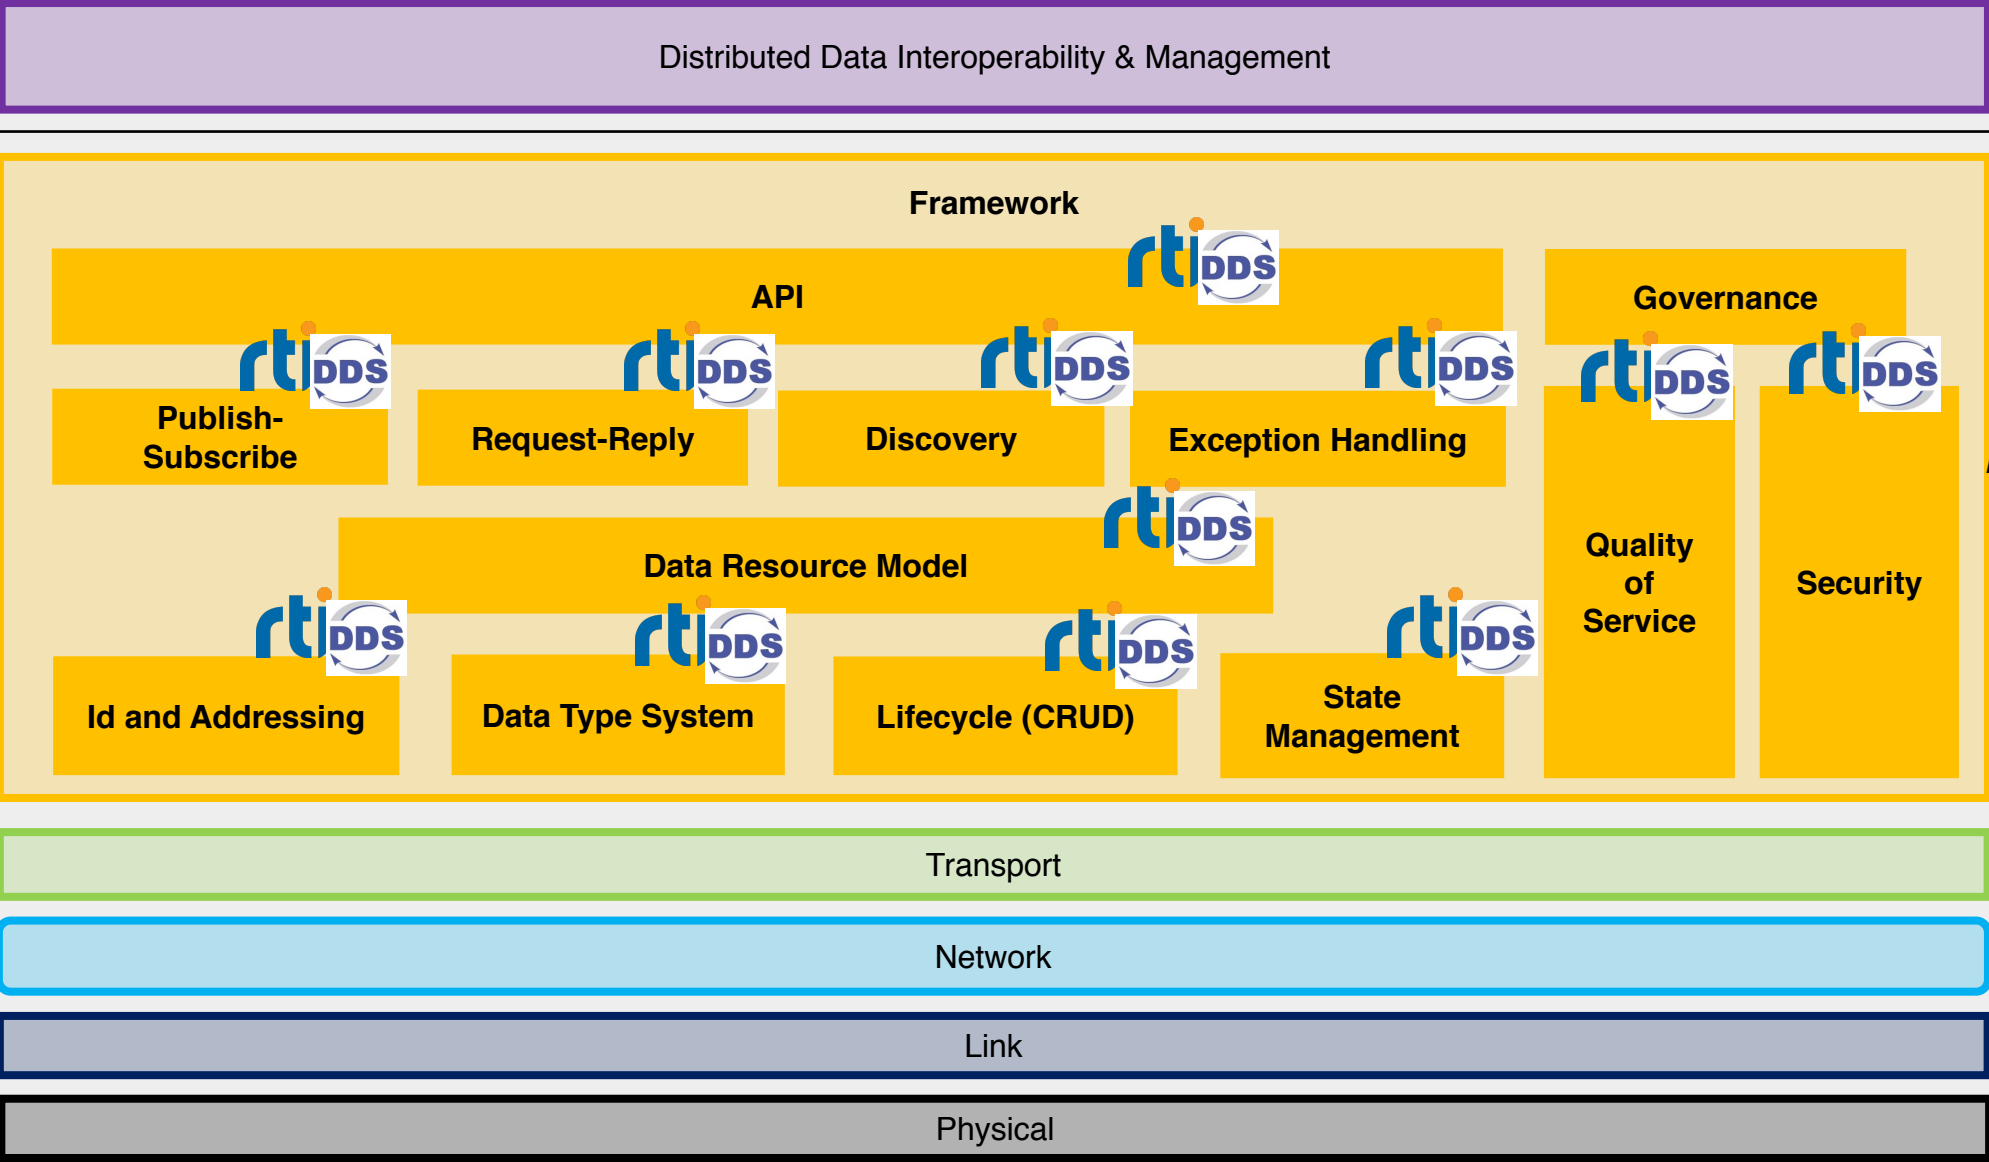 Distributed Data Interoperability & Management
Framework
rti DDS
API
Governance
rti DDS
rti DDS
rti DDS
rti DDS
rti DDS
rti DDS
Publish-
Subscribe
Request-Reply
Discovery
Exception Handling
rti DDS
Data Resource Model
Quality
of
Service
Security
rti DDS
rti DDS
rti DDS
rti DDS
Id and Addressing
Data Type System
Lifecycle (CRUD)
State
Management
Transport
Network
Link
Physical